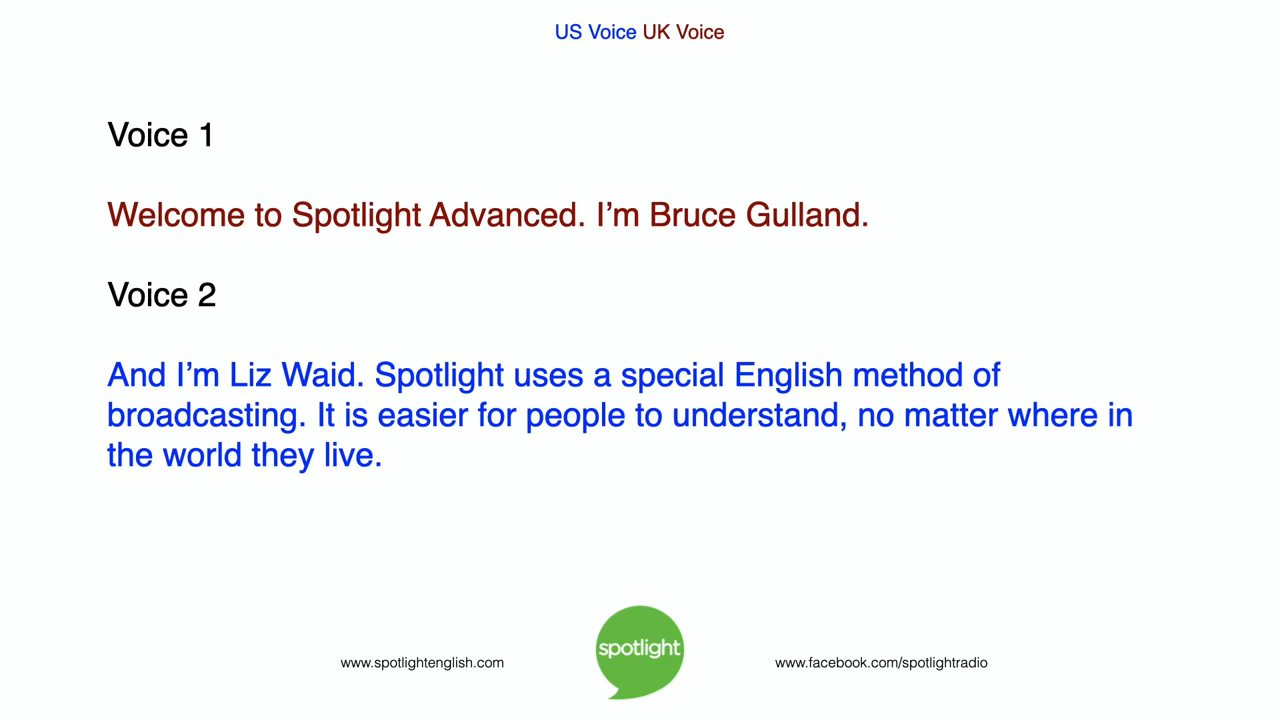 US Voice UK Voice
Voice 1
Welcome to Spotlight Advanced. I’m Bruce Gulland.
Voice 2
And I’m Liz Waid. Spotlight uses a special English method of
broadcasting. It is easier for people to understand, no matter where in
the world they live.
www.spotlightenglish.com
spotlight
www.facebook.com/spotlightradio